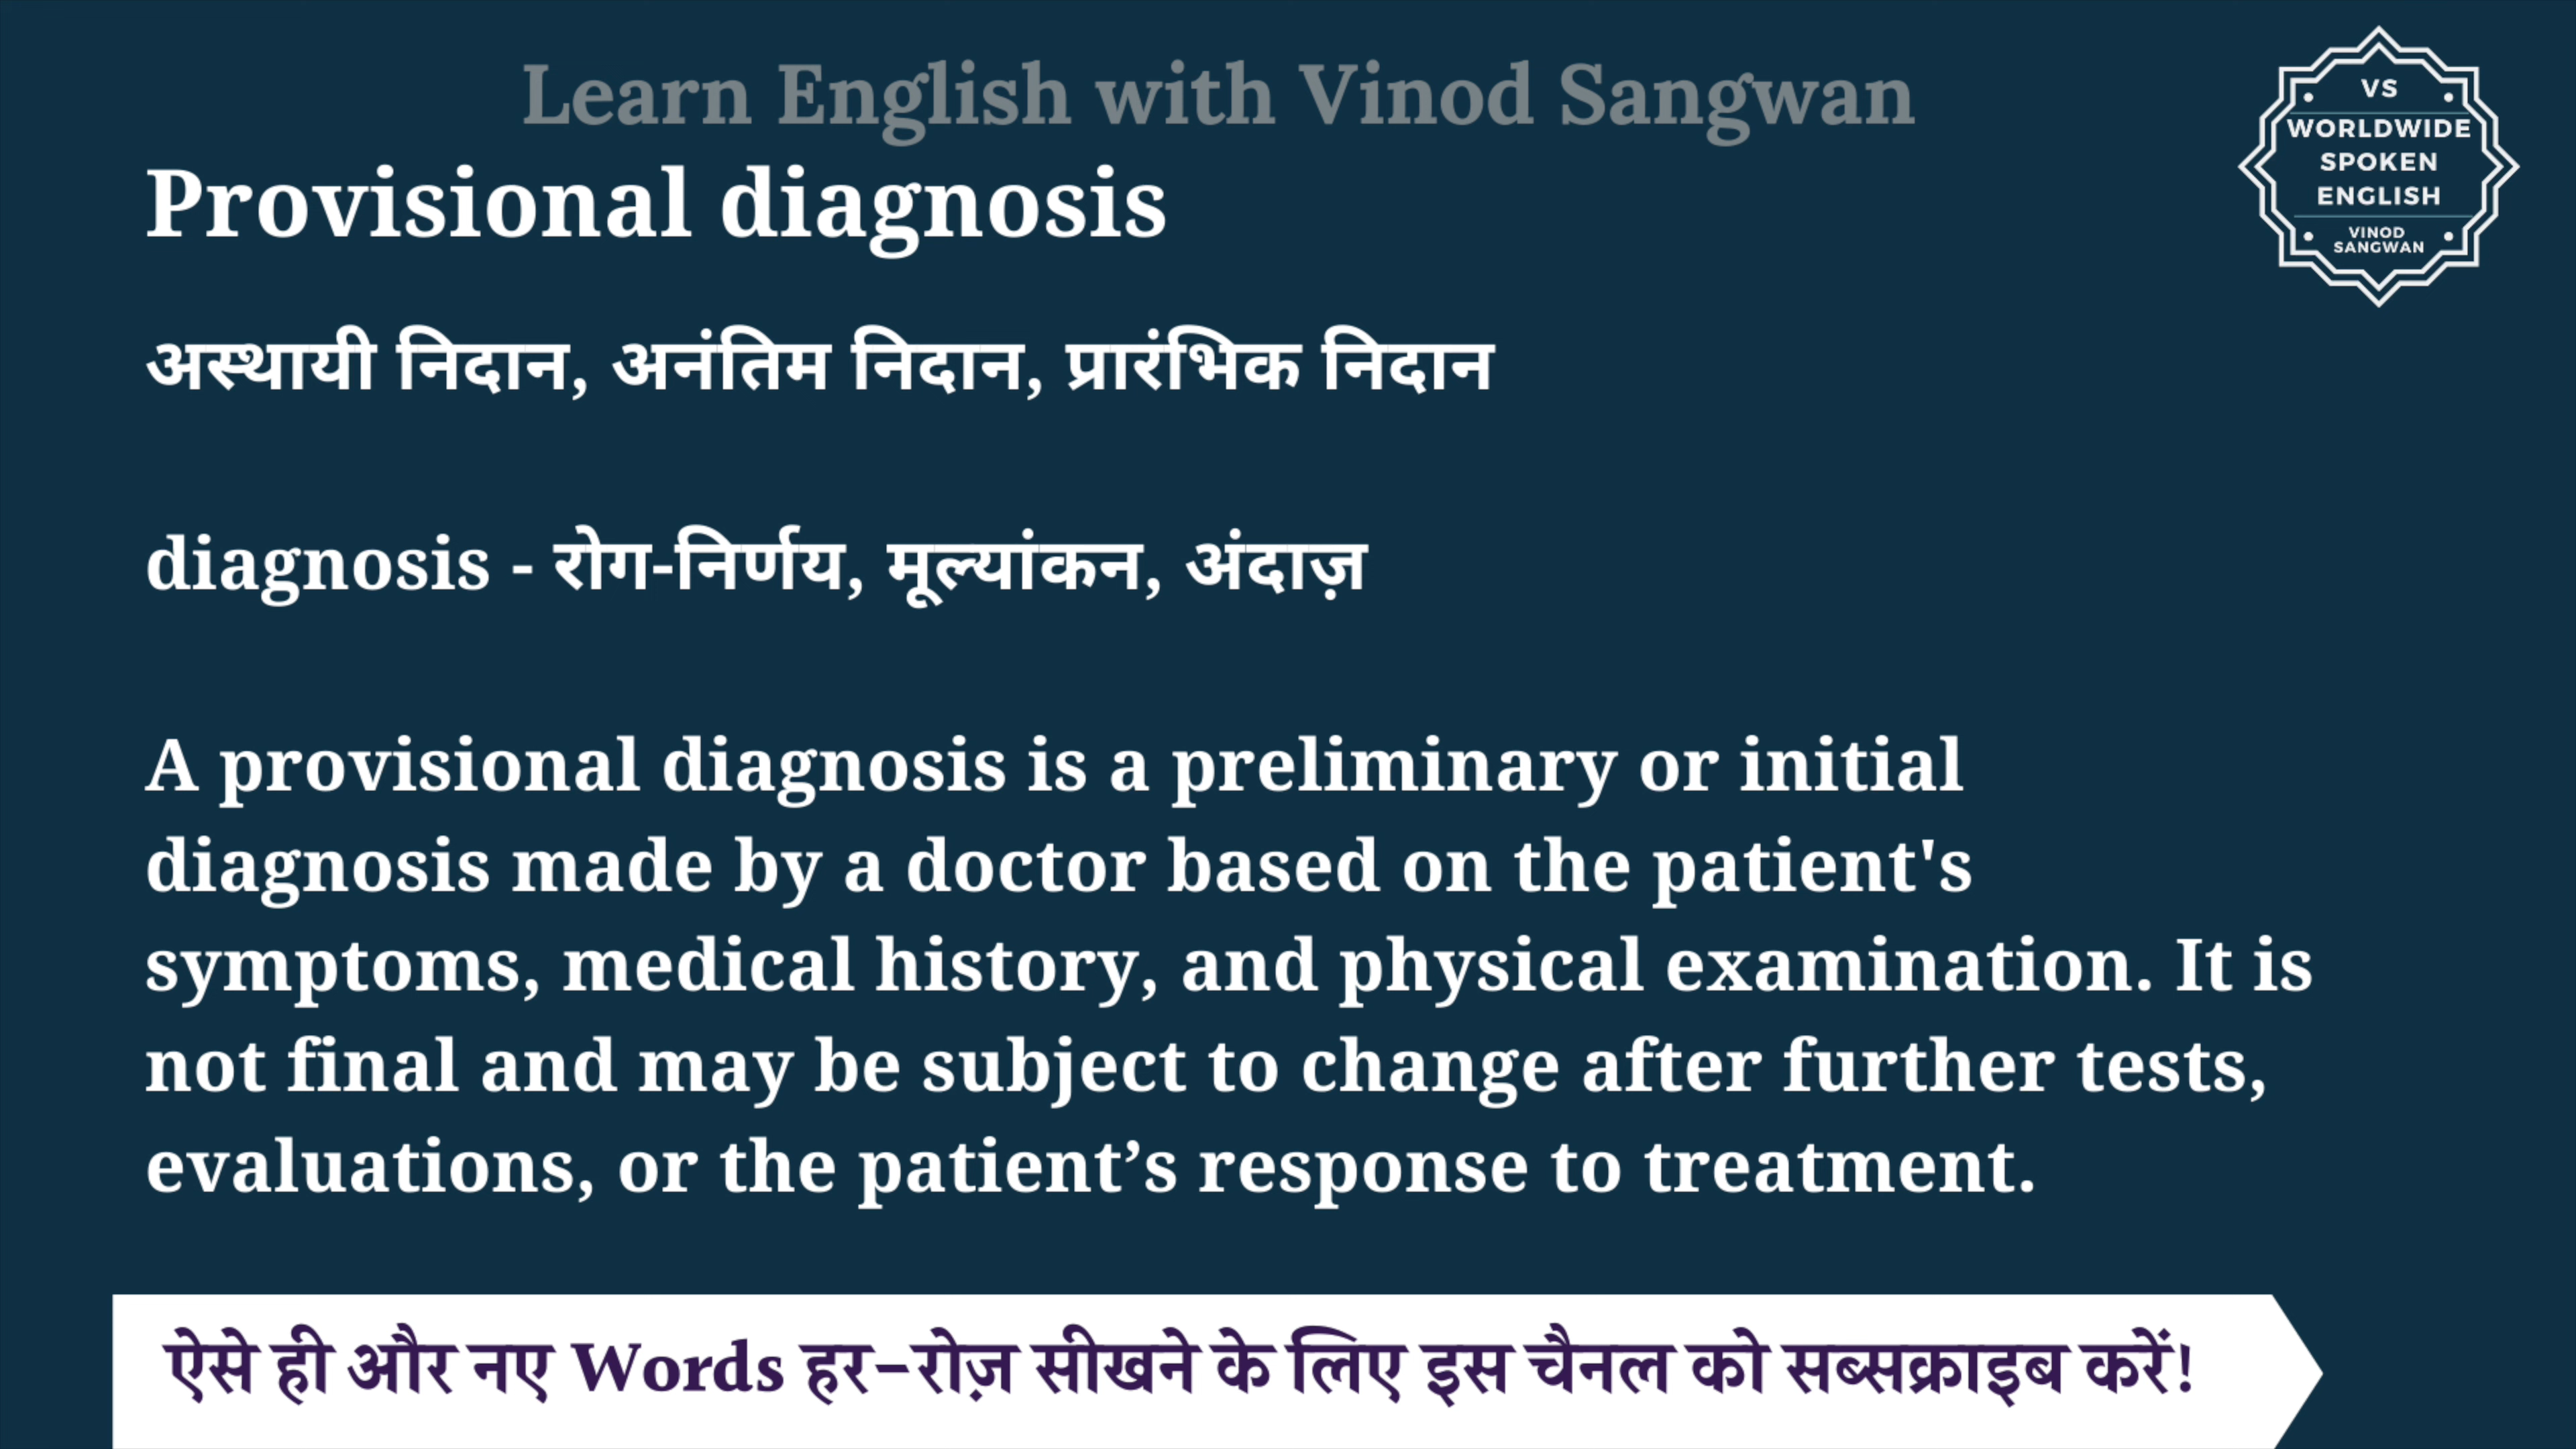 Learn English with Vinod Sangwan
VS
WORLDWIDE
SPOKEN
ENGLISH
VINOD
SANGWAN
Provisional diagnosis
अस्थायी निदान, अनंतिम निदान, प्रारंभिक निदान
diagnosis - रोग-निर्णय, मूल्यांकन, अंदाज़
A provisional diagnosis is a preliminary or initial
diagnosis made by a doctor based on the patient's
symptoms, medical history, and physical examination. It is
not final and may be subject to change after further tests,
evaluations, or the patient’s response to treatment.
ऐसे ही और नए Words हर-रोज़ सीखने के लिए इस चैनल को सब्सक्राइब करें!